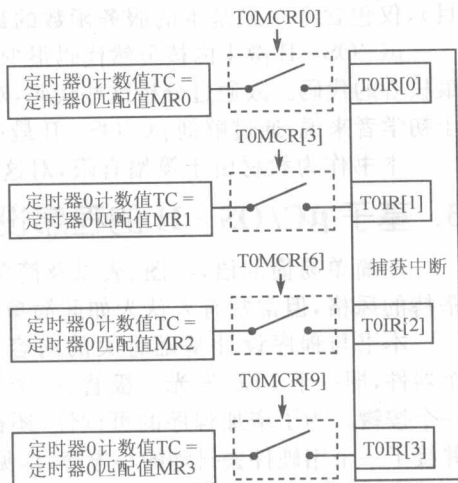 T0MCR[0]
定时器0计数值TC =
定时器0匹配值MR0
T0IR[0]
T0MCR[3]
定时器0计数值TC =
定时器0匹配值MR1
T0IR[1]
捕获中断
T0MCR[6]
定时器0计数值TC =
定时器0匹配值MR2
T0IR[2]
T0MCR[9]
定时器0计数值TC =
定时器0匹配值MR3
T0IR[3]